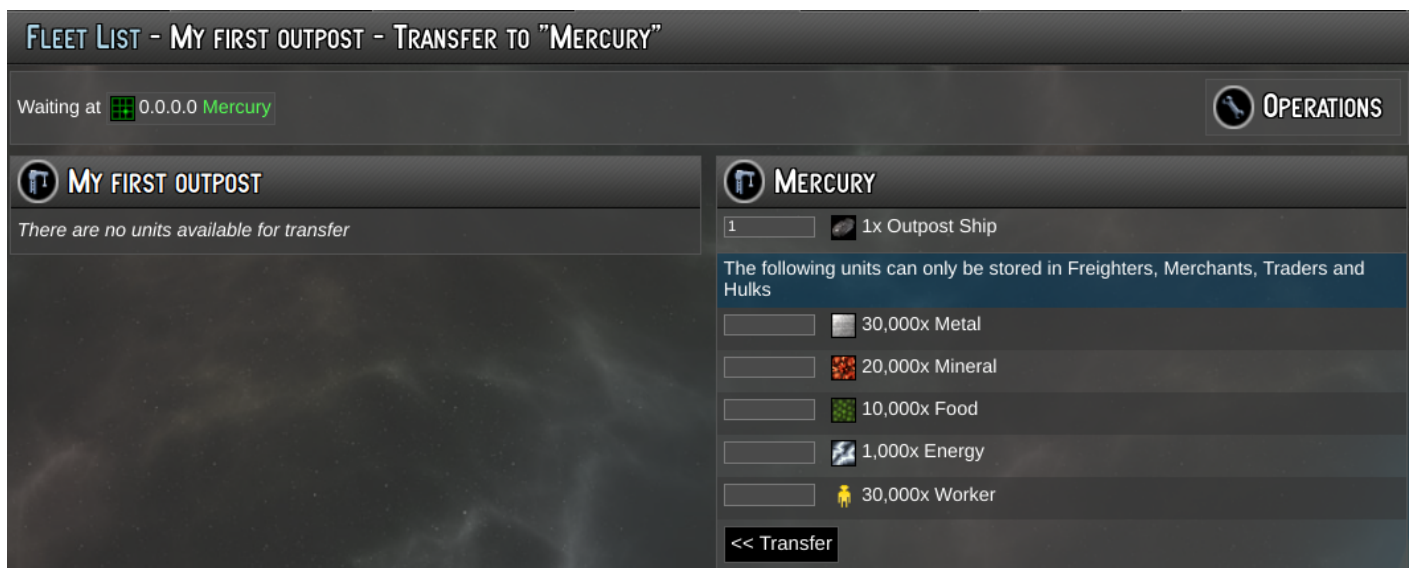 Fleet List - My first outpost - Transfer to "Mercury"
Waiting at 0.0.0.0 Mercury
Operations
My first outpost
There are no units available for transfer
Mercury
1 1x Outpost Ship
The following units can only be stored in Freighters, Merchants, Traders and
Hulks
30,000x Metal
20,000x Mineral
10,000x Food
1,000x Energy
30,000x Worker
<< Transfer